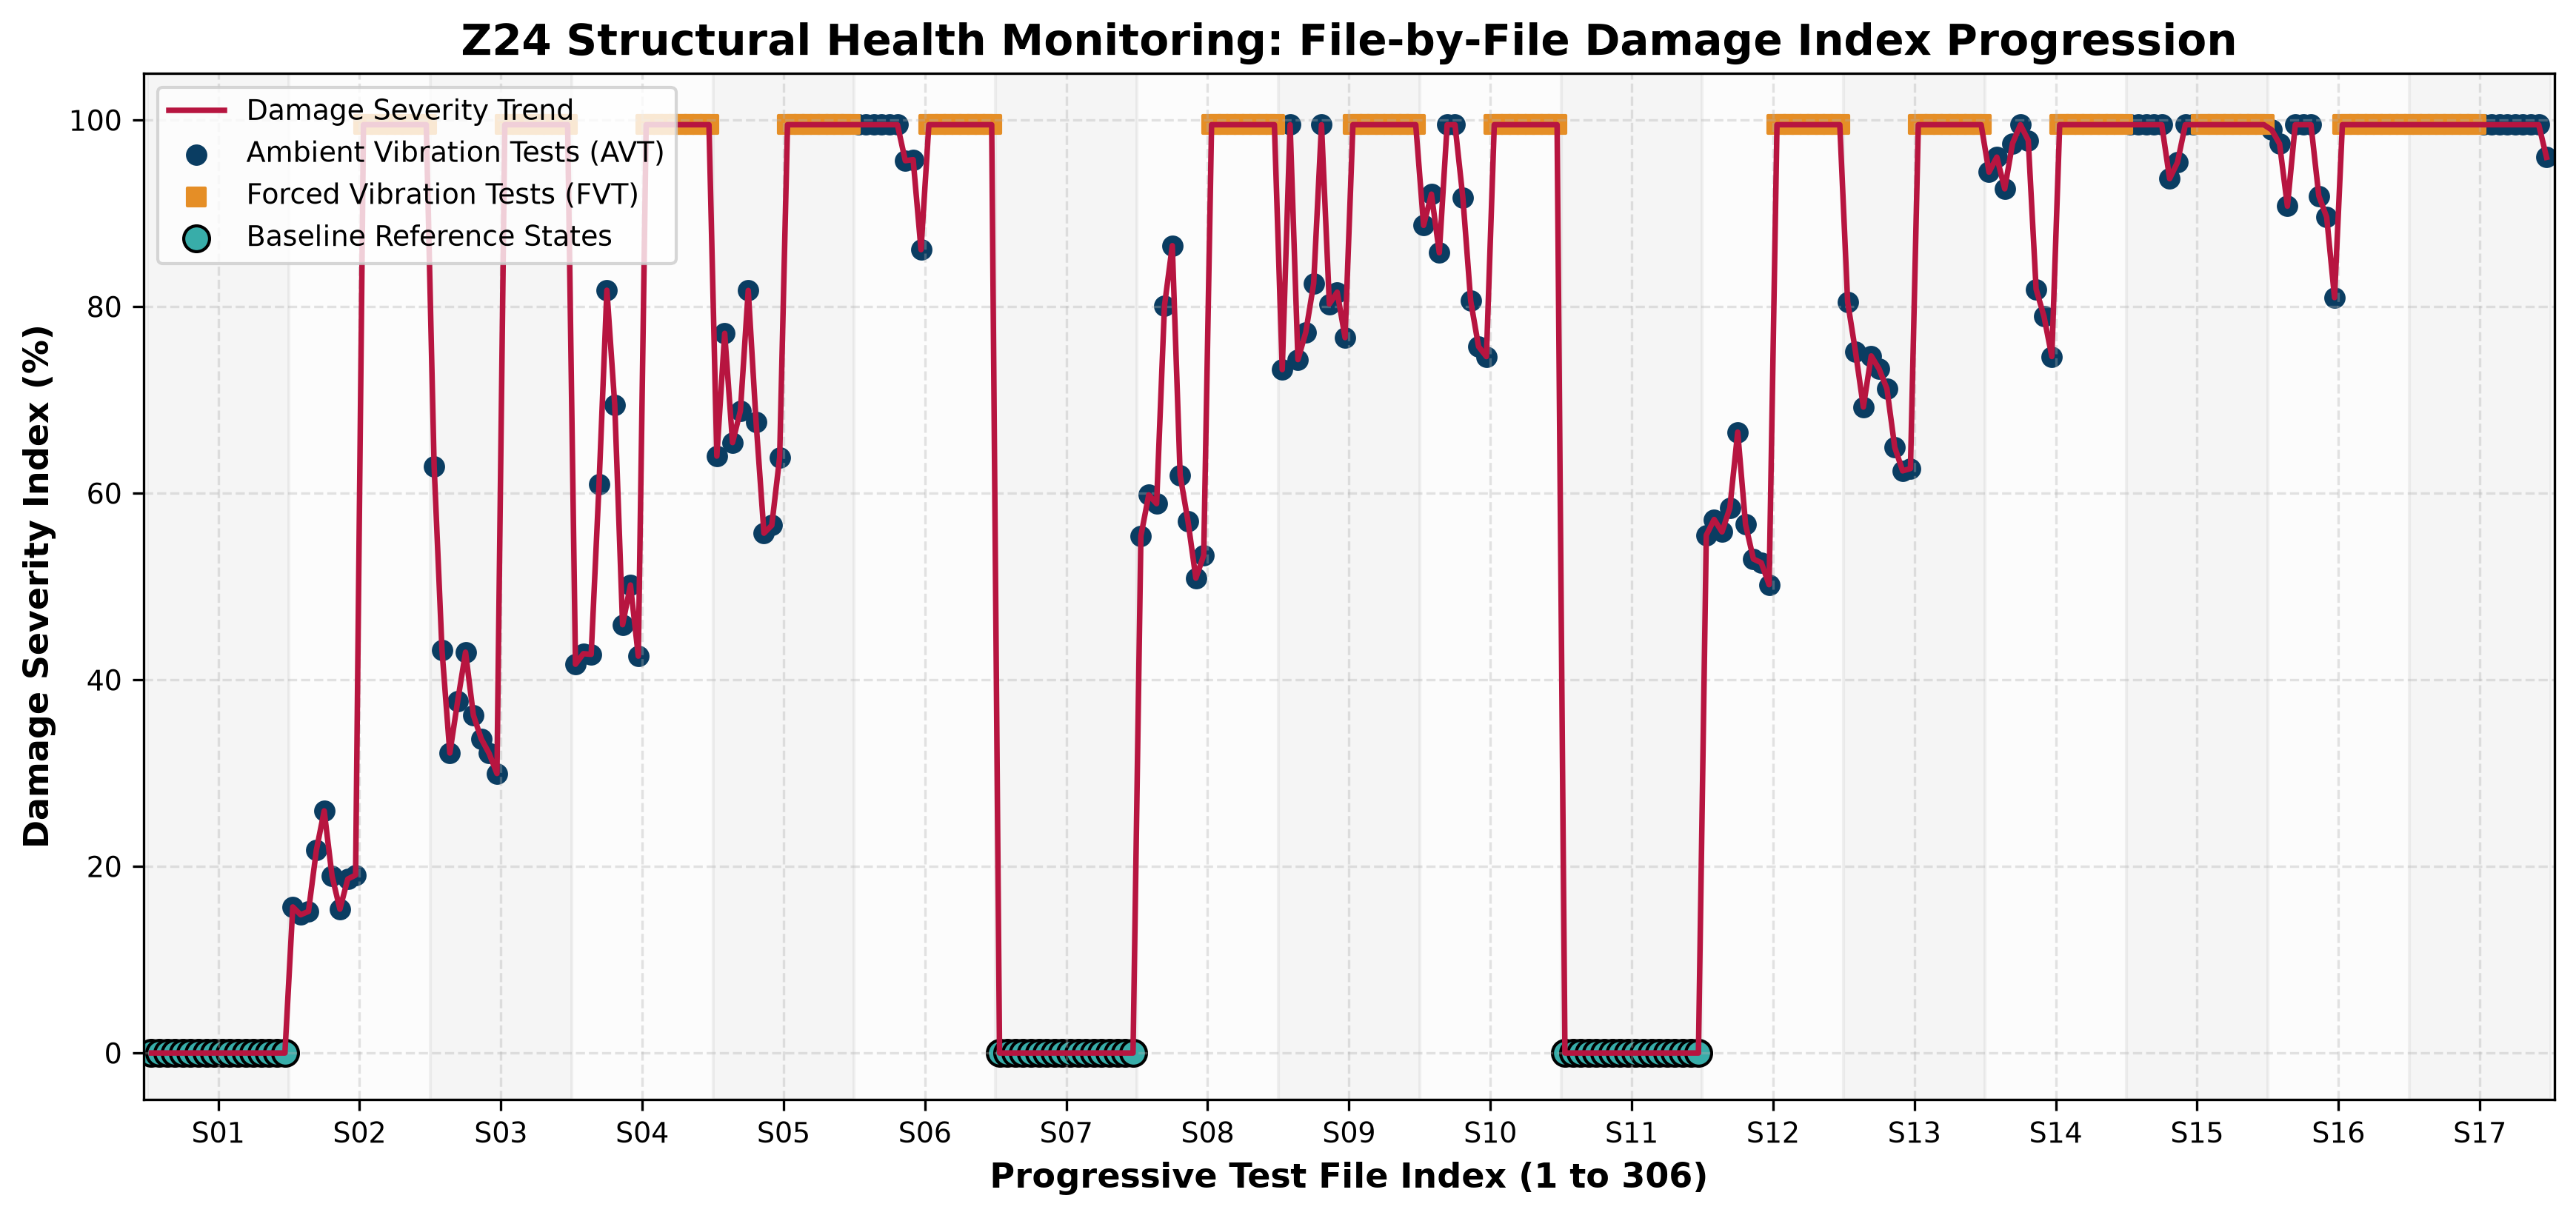 Z24 Structural Health Monitoring: File-by-File Damage Index Progression
Damage Severity Trend
Ambient Vibration Tests (AVT)
Forced Vibration Tests (FVT)
Baseline Reference States
Damage Severity Index (%)
100
80
60
40
20
0
S01 S02 S03 S04 S05 S06 S07 S08 S09 S10 S11 S12 S13 S14 S15 S16 S17
Progressive Test File Index (1 to 306)